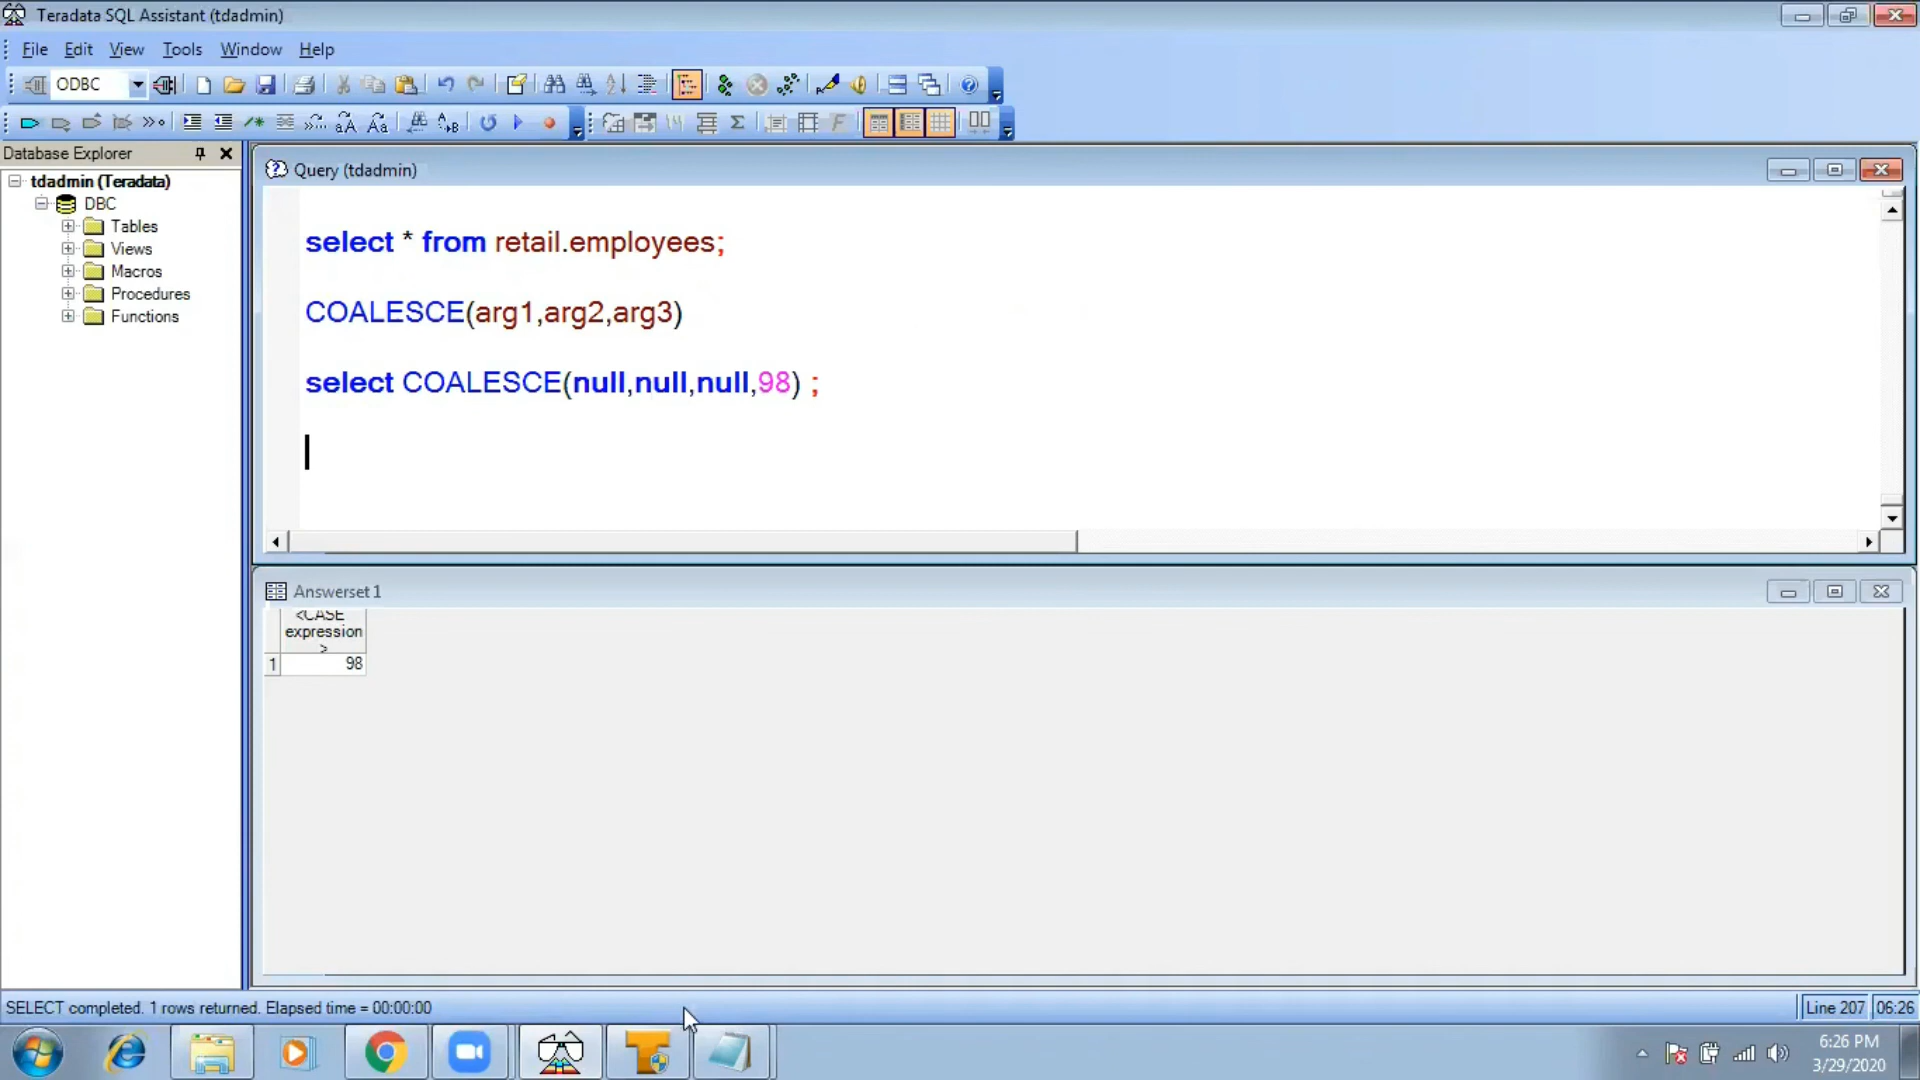 Teradata SQL Assistant (tdadmin)
File Edit View Tools Window Help
ODBC
Database Explorer
tdadmin (Teradata)
DBC
Tables
Views
Macros
Procedures
Functions
Query (tdadmin)
select * from retail.employees;
COALESCE(arg1,arg2,arg3)
select COALESCE(null,null,null,98) ;
Answerset 1
<CASE
expression
>
1 98
SELECT completed. 1 rows returned. Elapsed time = 00:00:00
Line 207 06:26
6:26 PM
3/29/2020